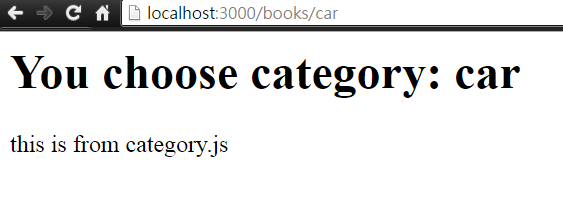 localhost:3000/books/car
You choose category: car
this is from category.js